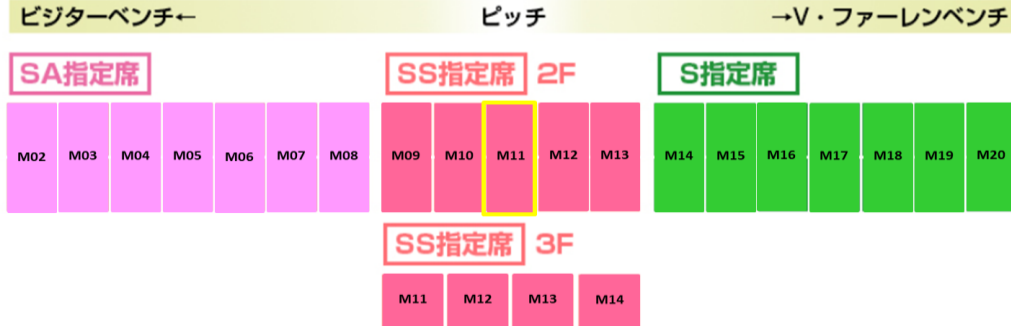 ビジターベンチ← ピッチ →V・ファーレンベンチ
SA指定席 SS指定席 2F S指定席
M02 M03 M04 M05 M06 M07 M08 M09 M10 M11 M12 M13 M14 M15 M16 M17 M18 M19 M20
SS指定席 3F
M11 M12 M13 M14